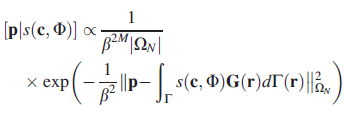 [𝐩|s(𝐜, Φ)] ∝ 1 / β^{2M}|Ω_N|
× exp(− 1/β² ‖𝐩− ∫_Γ s(𝐜, Φ)𝐆(𝐫)dΓ(𝐫)‖²_{Ω_N})